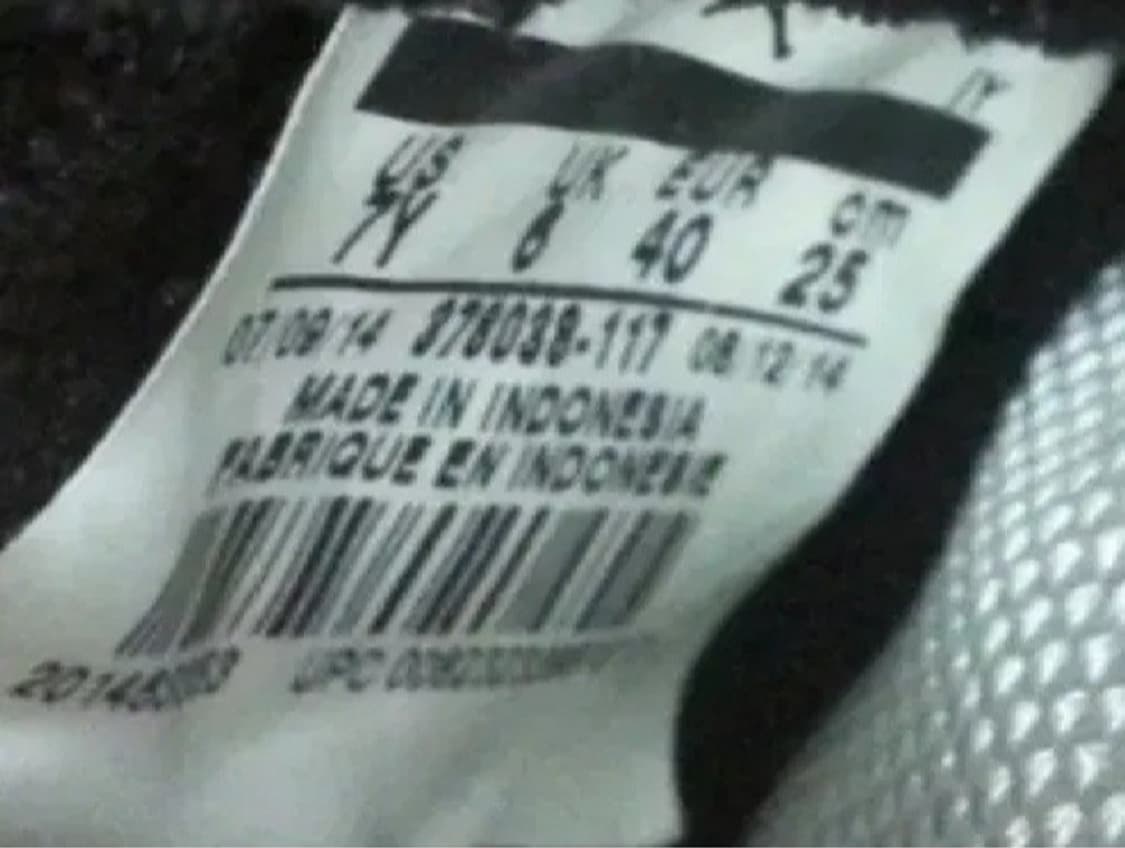 US UK EUR cm
7Y 6 40 25
07/09/14 378038-117 08/12/14
MADE IN INDONESIA
FABRIQUE EN INDONESIE
UPC